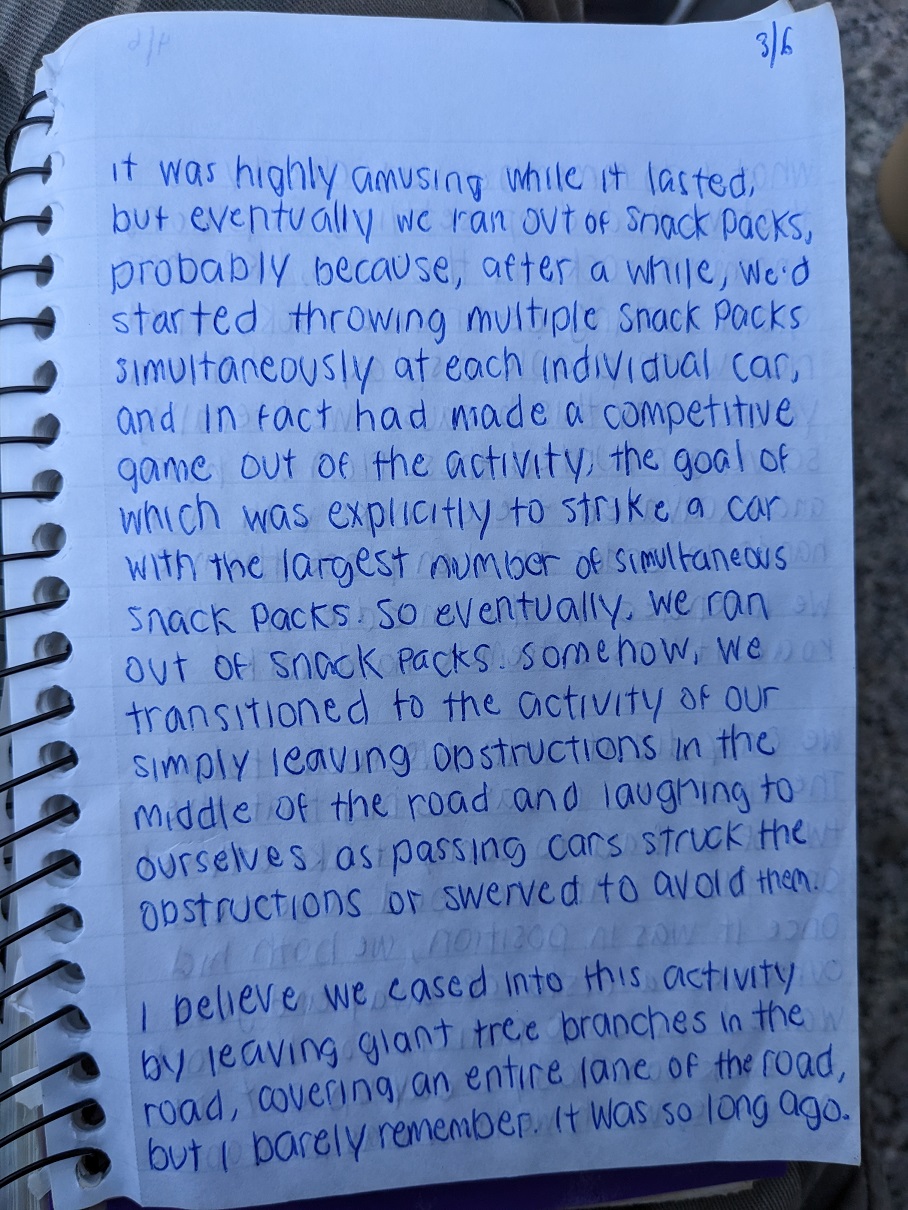 3/6
it was highly amusing while it lasted,
but eventually we ran out of snack packs,
probably because, after a while, we'd
started throwing multiple snack packs
simultaneously at each individual car,
and in fact had made a competitive
game out of the activity, the goal of
which was explicitly to strike a car
with the largest number of simultaneous
snack packs. so eventually, we ran
out of snack packs. somehow, we
transitioned to the activity of our
simply leaving obstructions in the
middle of the road and laughing to
ourselves as passing cars struck the
obstructions or swerved to avoid them.
I believe we eased into this activity
by leaving giant tree branches in the
road, covering an entire lane of the road,
but I barely remember. It was so long ago.